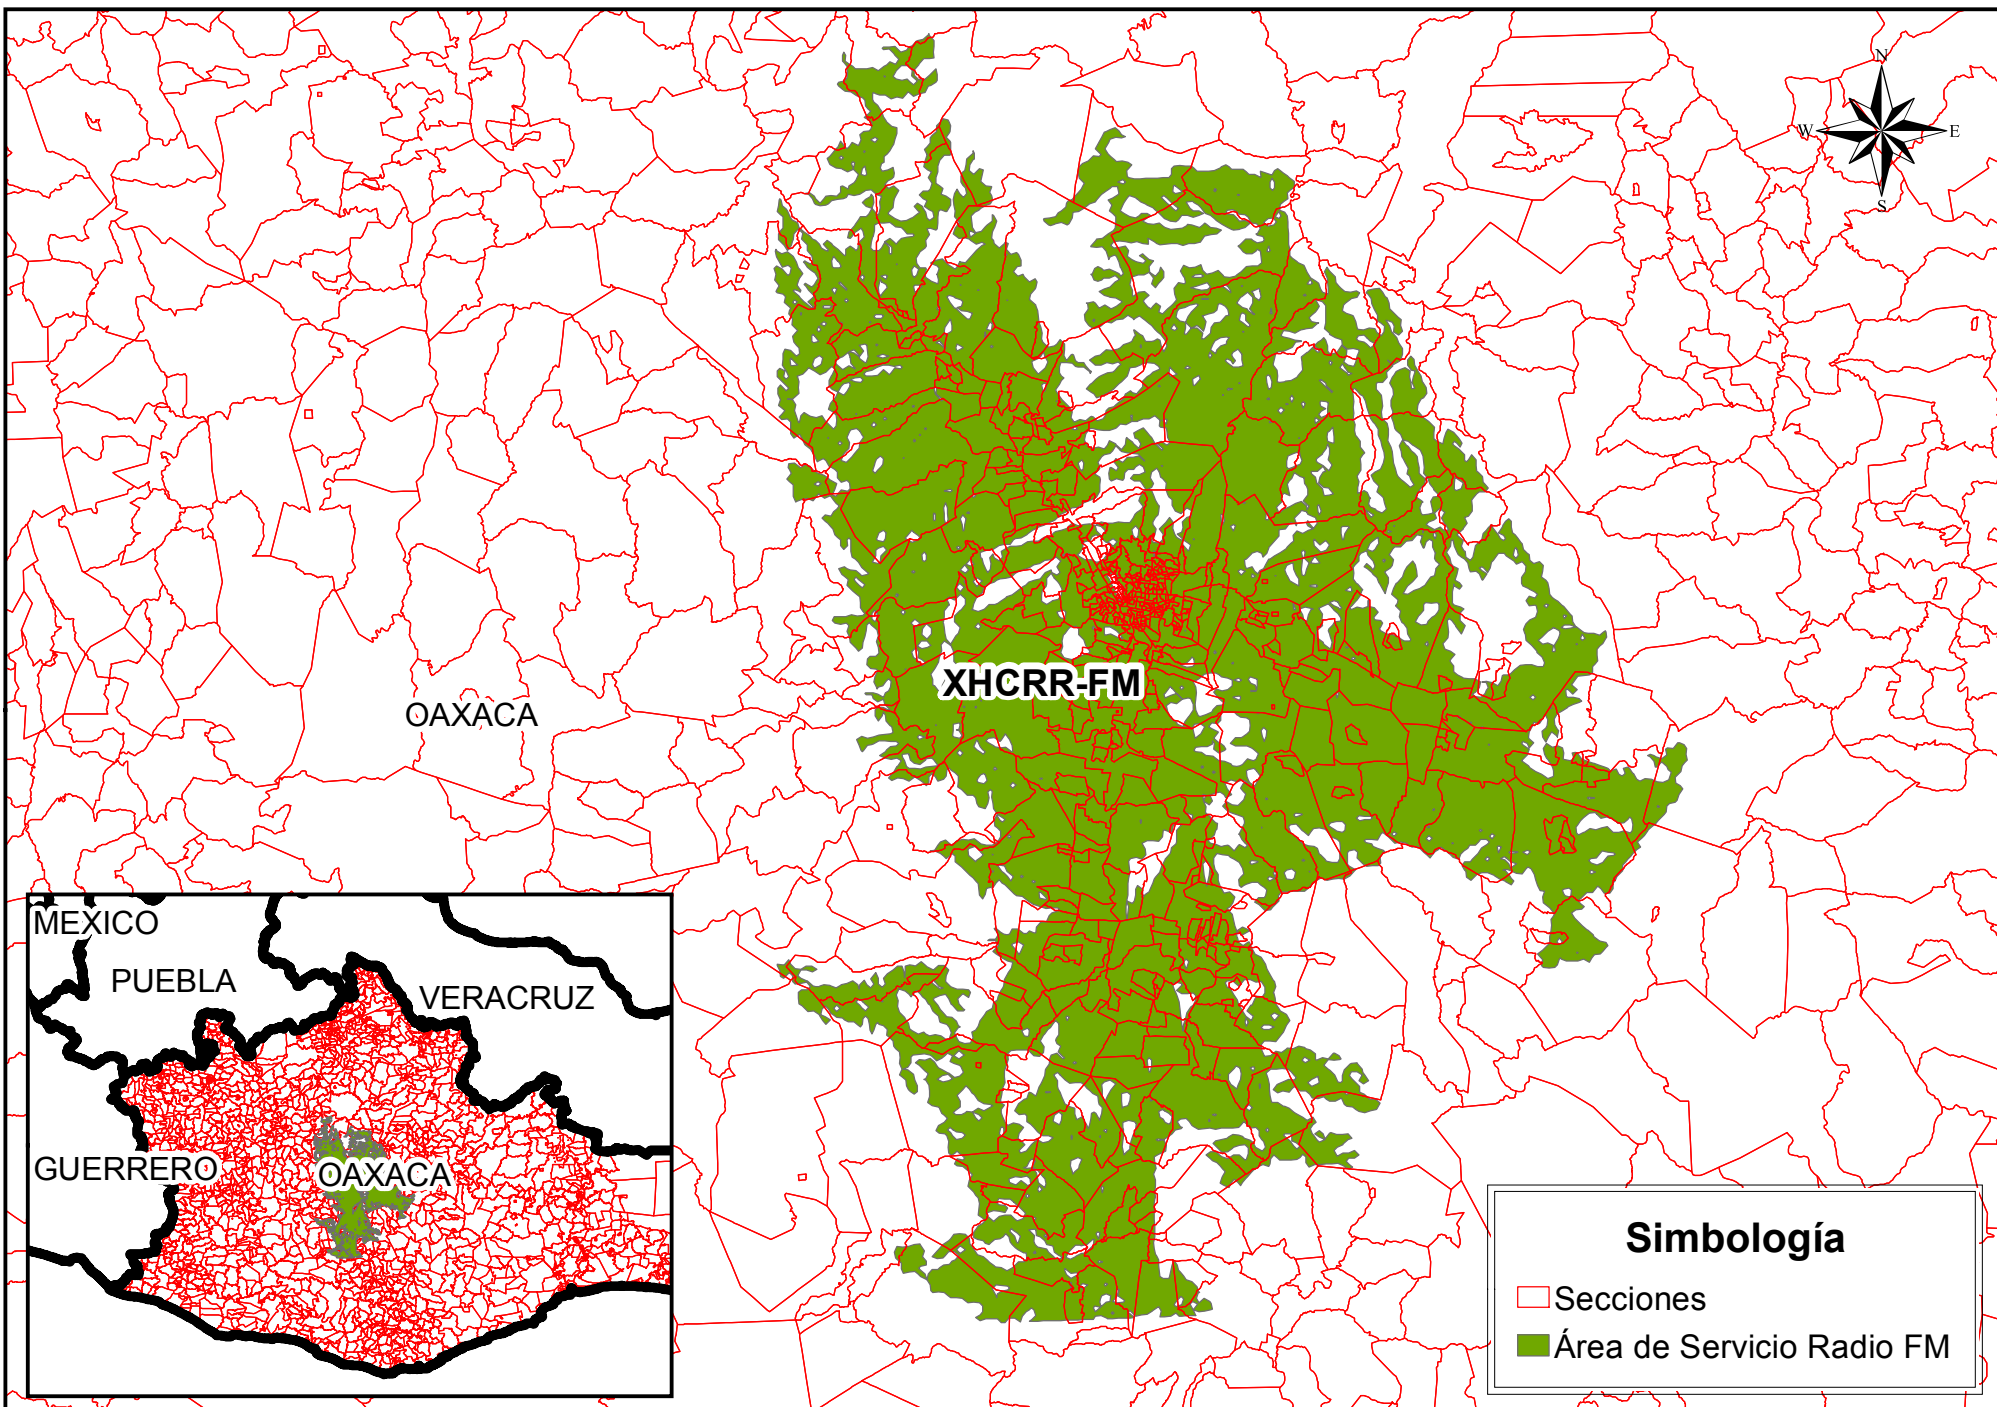 N
W E
S
XHCRR-FM
OAXACA
MEXICO
PUEBLA
VERACRUZ
GUERRERO
OAXACA
Simbología
Secciones
Área de Servicio Radio FM